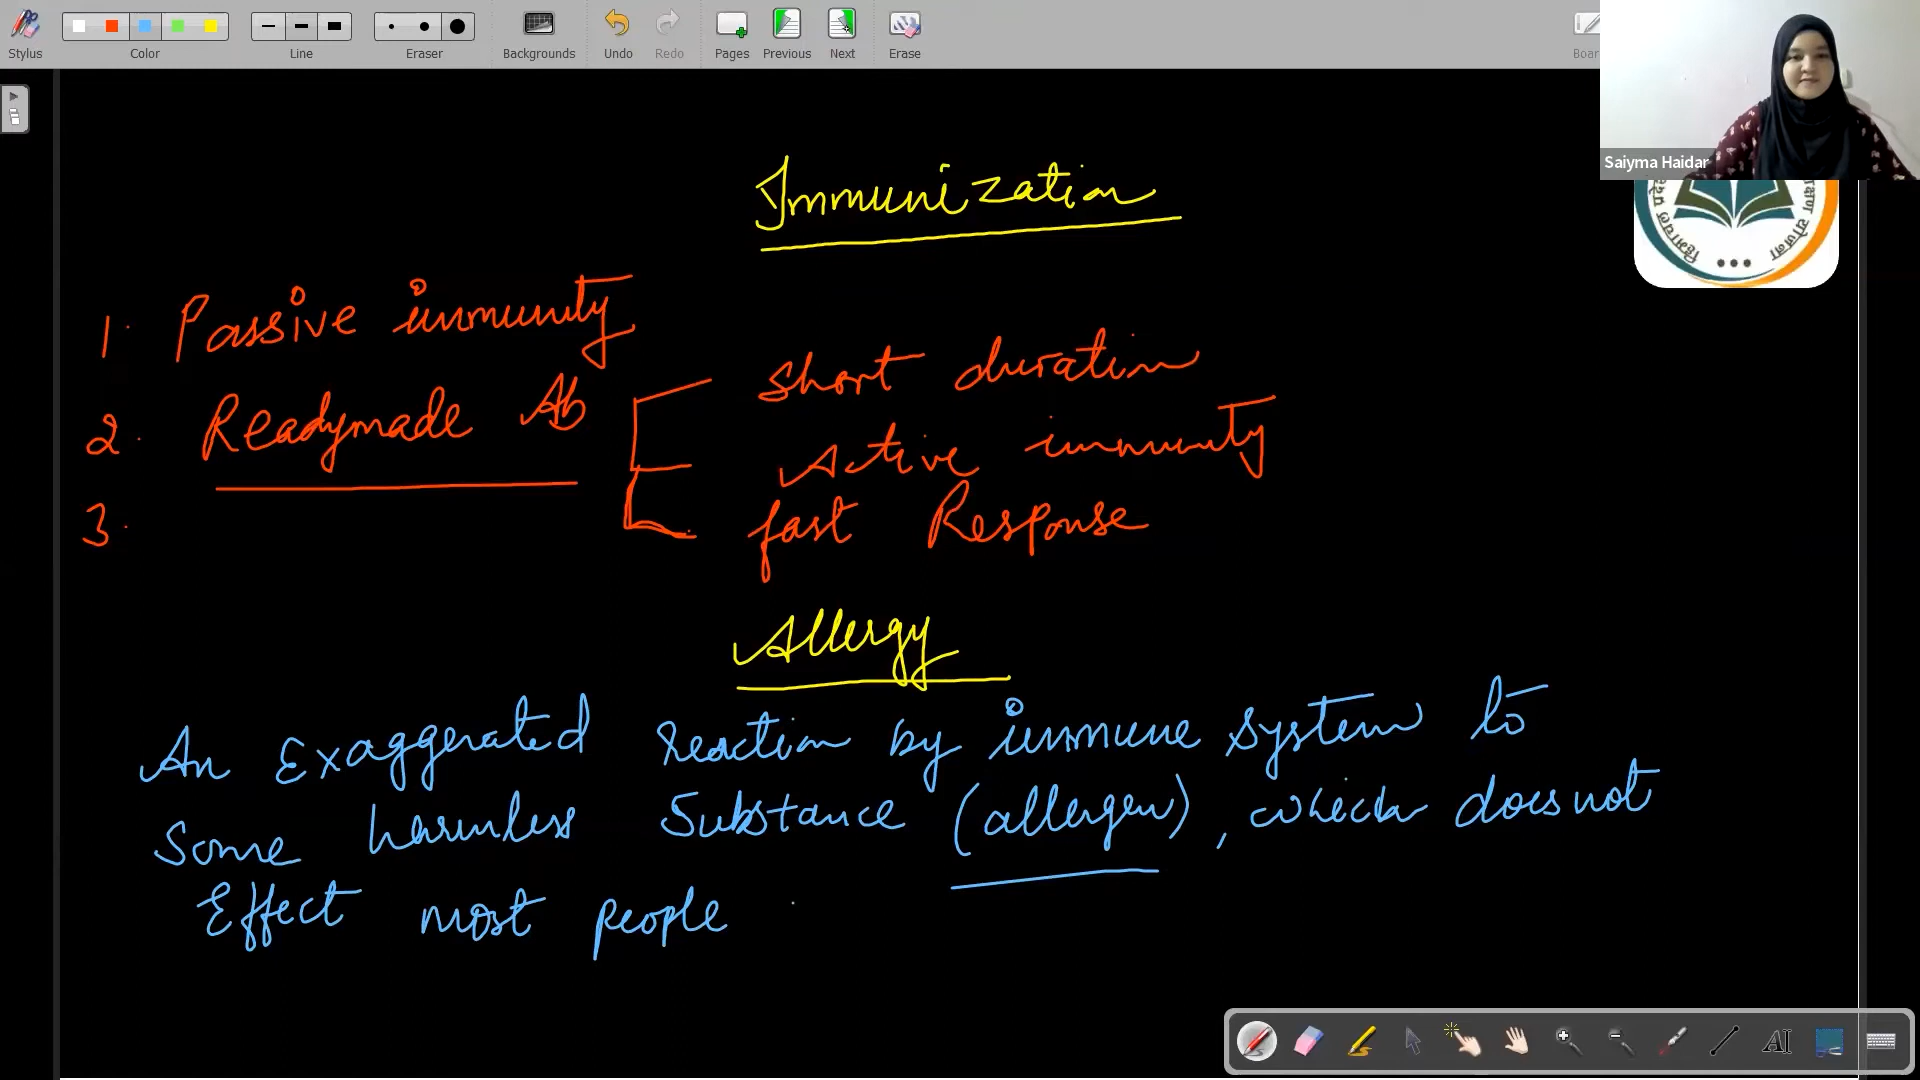 Stylus Color Line Eraser Backgrounds Undo Redo Pages Previous Next Erase Boar
Saiyma Haidar
Immunization
1. Passive immunity
2. Readymade Ab
3.
Short duration
Active immunity
fast Response
Allergy
An Exaggerated reaction by immune system to
Some harmless Substance (allergen), which does not
Effect most people
AI